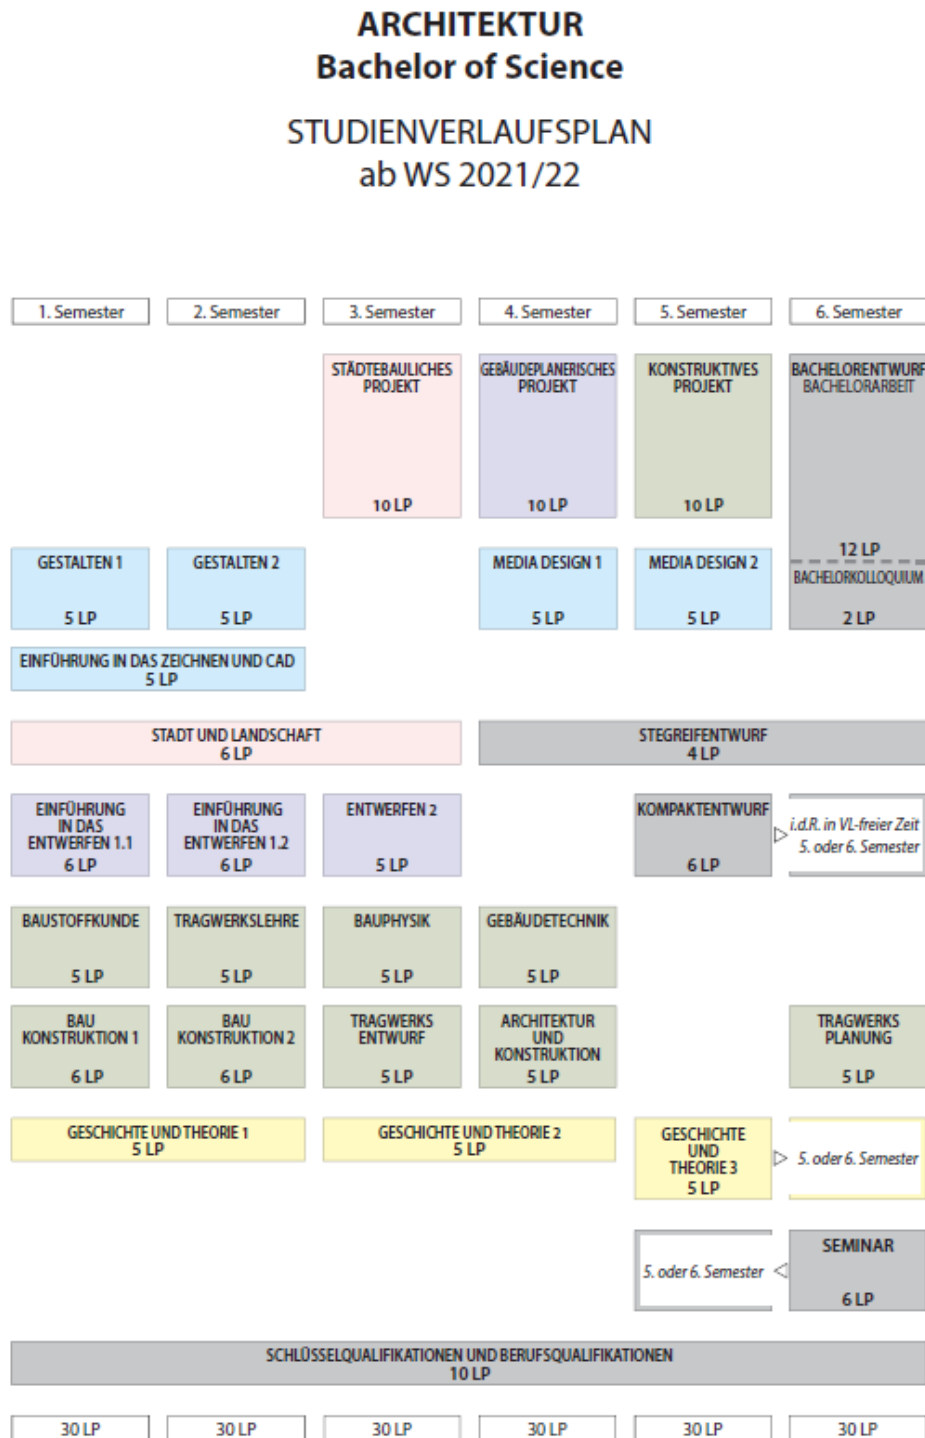 ARCHITEKTUR
Bachelor of Science
STUDIENVERLAUFSPLAN
ab WS 2021/22
1. Semester
2. Semester
3. Semester
4. Semester
5. Semester
6. Semester
STÄDTEBAULICHES
PROJEKT
10 LP
GEBÄUDEPLANERISCHES
PROJEKT
10 LP
KONSTRUKTIVES
PROJEKT
10 LP
BACHELORENTWURF
BACHELORARBEIT
12 LP
BACHELORKOLLOQUIUM
2 LP
GESTALTEN 1
5 LP
GESTALTEN 2
5 LP
MEDIA DESIGN 1
5 LP
MEDIA DESIGN 2
5 LP
EINFÜHRUNG IN DAS ZEICHNEN UND CAD
5 LP
STADT UND LANDSCHAFT
6 LP
STEGREIFENTWURF
4 LP
EINFÜHRUNG
IN DAS
ENTWERFEN 1.1
6 LP
EINFÜHRUNG
IN DAS
ENTWERFEN 1.2
6 LP
ENTWERFEN 2
5 LP
KOMPAKTENTWURF
6 LP
i.d.R. in VL-freier Zeit
5. oder 6. Semester
BAUSTOFFKUNDE
5 LP
TRAGWERKSLEHRE
5 LP
BAUPHYSIK
5 LP
GEBÄUDETECHNIK
5 LP
BAU
KONSTRUKTION 1
6 LP
BAU
KONSTRUKTION 2
6 LP
TRAGWERKS
ENTWURF
5 LP
ARCHITEKTUR
UND
KONSTRUKTION
5 LP
TRAGWERKS
PLANUNG
5 LP
GESCHICHTE UND THEORIE 1
5 LP
GESCHICHTE UND THEORIE 2
5 LP
GESCHICHTE
UND
THEORIE 3
5 LP
5. oder 6. Semester
5. oder 6. Semester
SEMINAR
6 LP
SCHLÜSSELQUALIFIKATIONEN UND BERUFSQUALIFIKATIONEN
10 LP
30 LP
30 LP
30 LP
30 LP
30 LP
30 LP